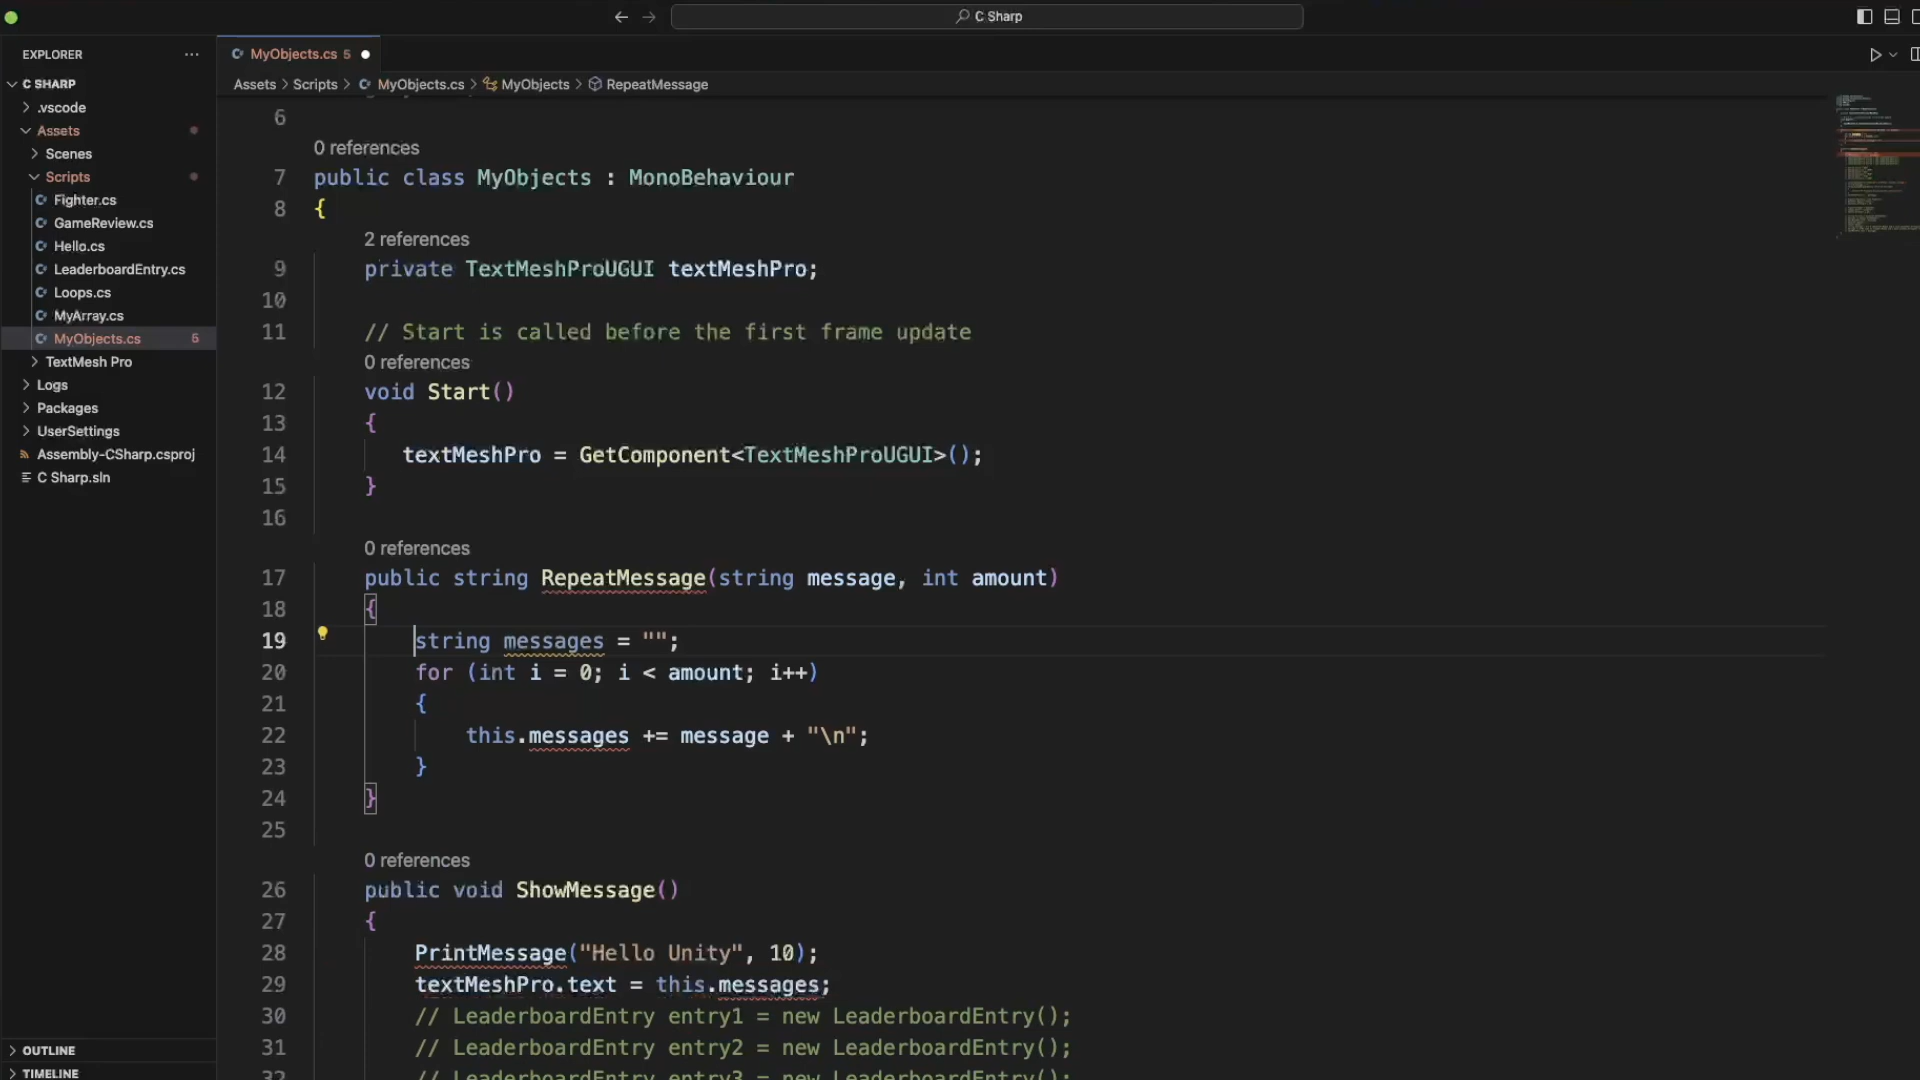 C Sharp
EXPLORER
MyObjects.cs 5
Assets > Scripts > MyObjects.cs > MyObjects > RepeatMessage
C SHARP
.vscode
Assets
Scenes
Scripts
Fighter.cs
GameReview.cs
Hello.cs
LeaderboardEntry.cs
Loops.cs
MyArray.cs
MyObjects.cs 5
TextMesh Pro
Logs
Packages
UserSettings
Assembly-CSharp.csproj
C Sharp.sln
OUTLINE
TIMELINE
6
0 references
7 public class MyObjects : MonoBehaviour
8 {
2 references
9 private TextMeshProUGUI textMeshPro;
10
11 // Start is called before the first frame update
0 references
12 void Start()
13 {
14 textMeshPro = GetComponent<TextMeshProUGUI>();
15 }
16
0 references
17 public string RepeatMessage(string message, int amount)
18 {
19 string messages = "";
20 for (int i = 0; i < amount; i++)
21 {
22 this.messages += message + "\n";
23 }
24 }
25
0 references
26 public void ShowMessage()
27 {
28 PrintMessage("Hello Unity", 10);
29 textMeshPro.text = this.messages;
30 // LeaderboardEntry entry1 = new LeaderboardEntry();
31 // LeaderboardEntry entry2 = new LeaderboardEntry();
32 // LeaderboardEntry entry3 = new LeaderboardEntry();